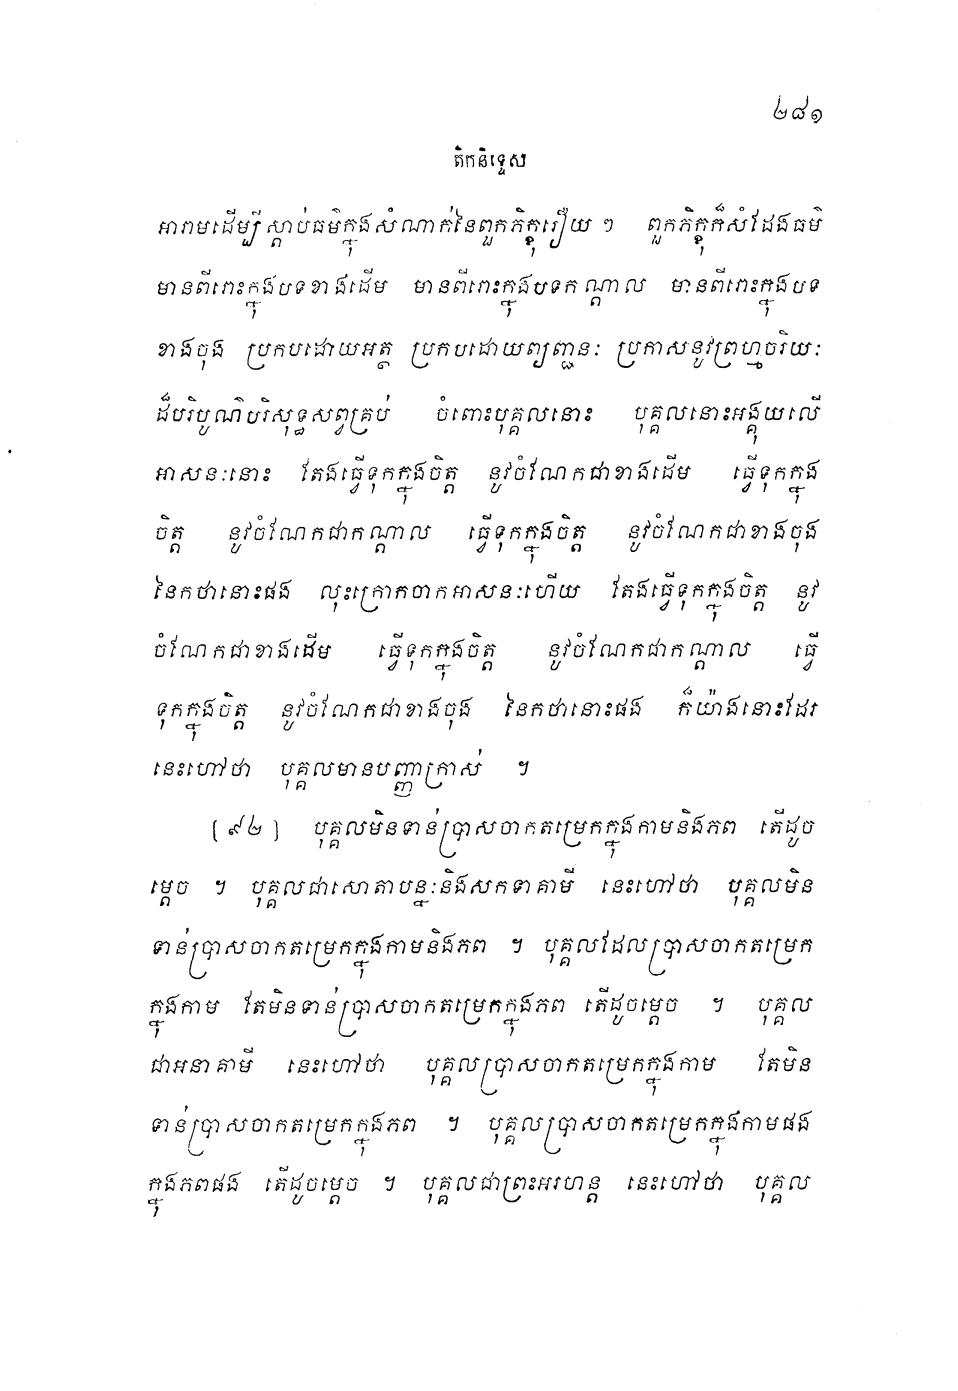 ២៨១
តិកនិទ្ទេស
អារាមដើម្បីស្តាប់ធម៌ក្នុងសំណាក់នៃពួកភិក្ខុរឿយ ៗ ពួកភិក្ខុក៏សំដែងធម៌
មានពីរោះក្នុងបទខាងដើម មានពីរោះក្នុងបទកណ្តាល មានពីរោះក្នុងបទ
ខាងចុង ប្រកបដោយអត្ថ ប្រកបដោយព្យញ្ជនៈ ប្រកាសនូវព្រហ្មចរិយៈ
ដ៏បរិបូណ៌បរិសុទ្ធសព្វគ្រប់ ចំពោះបុគ្គលនោះ បុគ្គលនោះអង្គុយលើ
អាសនៈនោះ តែងធ្វើទុកក្នុងចិត្ត នូវចំណែកជាខាងដើម ធ្វើទុកក្នុង
ចិត្ត នូវចំណែកជាកណ្តាល ធ្វើទុកក្នុងចិត្ត នូវចំណែកជាខាងចុង
នៃកថានោះផង លុះក្រោកចាកអាសនៈហើយ តែងធ្វើទុកក្នុងចិត្ត នូវ
ចំណែកជាខាងដើម ធ្វើទុកក្នុងចិត្ត នូវចំណែកជាកណ្តាល ធ្វើ
ទុកក្នុងចិត្ត នូវចំណែកជាខាងចុង នៃកថានោះផង ក៏យ៉ាងនោះដែរ
នេះហៅថា បុគ្គលមានបញ្ញាក្រាស់ ។
[ ៩២ ] បុគ្គលមិនទាន់ប្រាសចាកតម្រេកក្នុងកាមនិងភព តើដូច
ម្តេច ។ បុគ្គលជាសោតាបន្នៈនិងសកទាគាមី នេះហៅថា បុគ្គលមិន
ទាន់ប្រាសចាកតម្រេកក្នុងកាមនិងភព ។ បុគ្គលដែលប្រាសចាកតម្រេក
ក្នុងកាម តែមិនទាន់ប្រាសចាកតម្រេកក្នុងភព តើដូចម្តេច ។ បុគ្គល
ជាអនាគាមី នេះហៅថា បុគ្គលប្រាសចាកតម្រេកក្នុងកាម តែមិន
ទាន់ប្រាសចាកតម្រេកក្នុងភព ។ បុគ្គលប្រាសចាកតម្រេកក្នុងកាមផង
ក្នុងភពផង តើដូចម្តេច ។ បុគ្គលជាព្រះអរហន្ត នេះហៅថា បុគ្គល